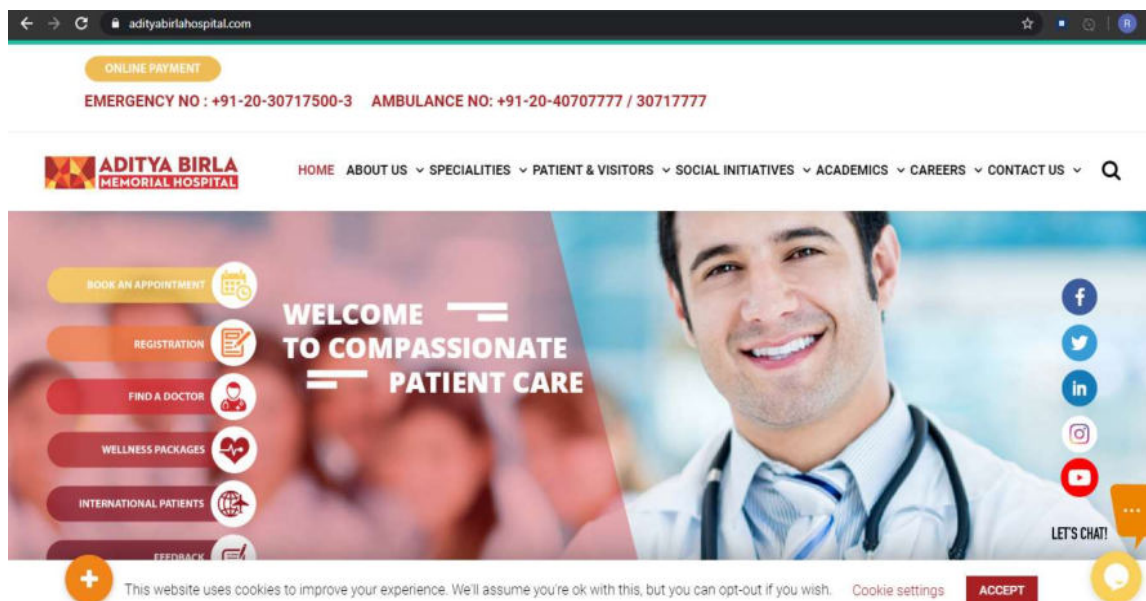 adityabirlahospital.com
R
ONLINE PAYMENT
EMERGENCY NO : +91-20-30717500-3 AMBULANCE NO: +91-20-40707777 / 30717777
ADITYA BIRLA
MEMORIAL HOSPITAL
HOME ABOUT US SPECIALITIES PATIENT & VISITORS SOCIAL INITIATIVES ACADEMICS CAREERS CONTACT US
BOOK AN APPOINTMENT
REGISTRATION
FIND A DOCTOR
WELLNESS PACKAGES
INTERNATIONAL PATIENTS
FEEDBACK
WELCOME
TO COMPASSIONATE
PATIENT CARE
f
in
LET'S CHAT!
This website uses cookies to improve your experience. We'll assume you're ok with this, but you can opt-out if you wish. Cookie settings ACCEPT